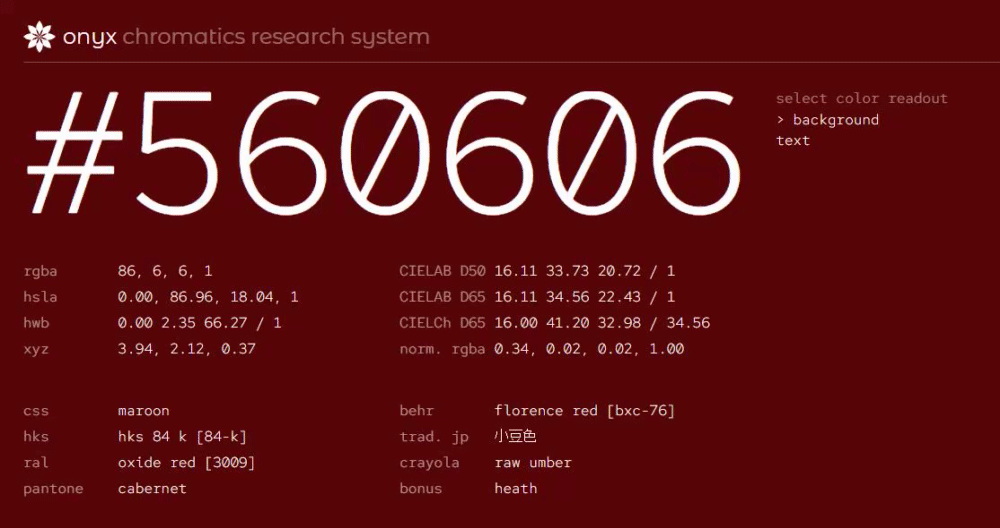 onyx chromatics research system
#560606
select color readout
> background
text
rgba 86, 6, 6, 1
hsla 0.00, 86.96, 18.04, 1
hwb 0.00 2.35 66.27 / 1
xyz 3.94, 2.12, 0.37
CIELAB D50 16.11 33.73 20.72 / 1
CIELAB D65 16.11 34.56 22.43 / 1
CIELCh D65 16.00 41.20 32.98 / 34.56
norm. rgba 0.34, 0.02, 0.02, 1.00
css maroon
hks hks 84 k [84-k]
ral oxide red [3009]
pantone cabernet
behr florence red [bxc-76]
trad. jp 小豆色
crayola raw umber
bonus heath